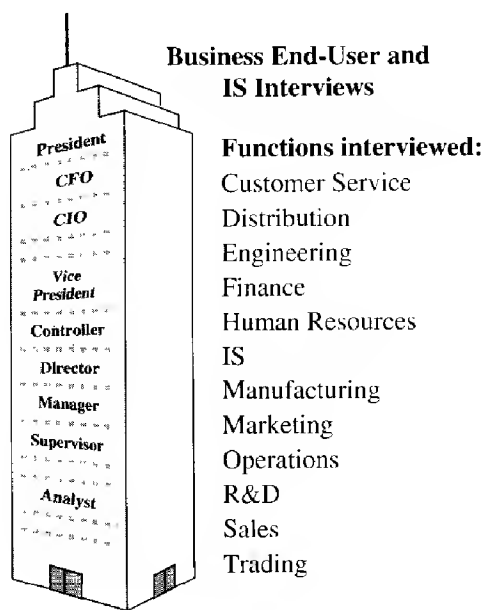 Business End-User and
IS Interviews
President
CFO
CIO
Vice
President
Controller
Director
Manager
Supervisor
Analyst
Functions interviewed:
Customer Service
Distribution
Engineering
Finance
Human Resources
IS
Manufacturing
Marketing
Operations
R&D
Sales
Trading